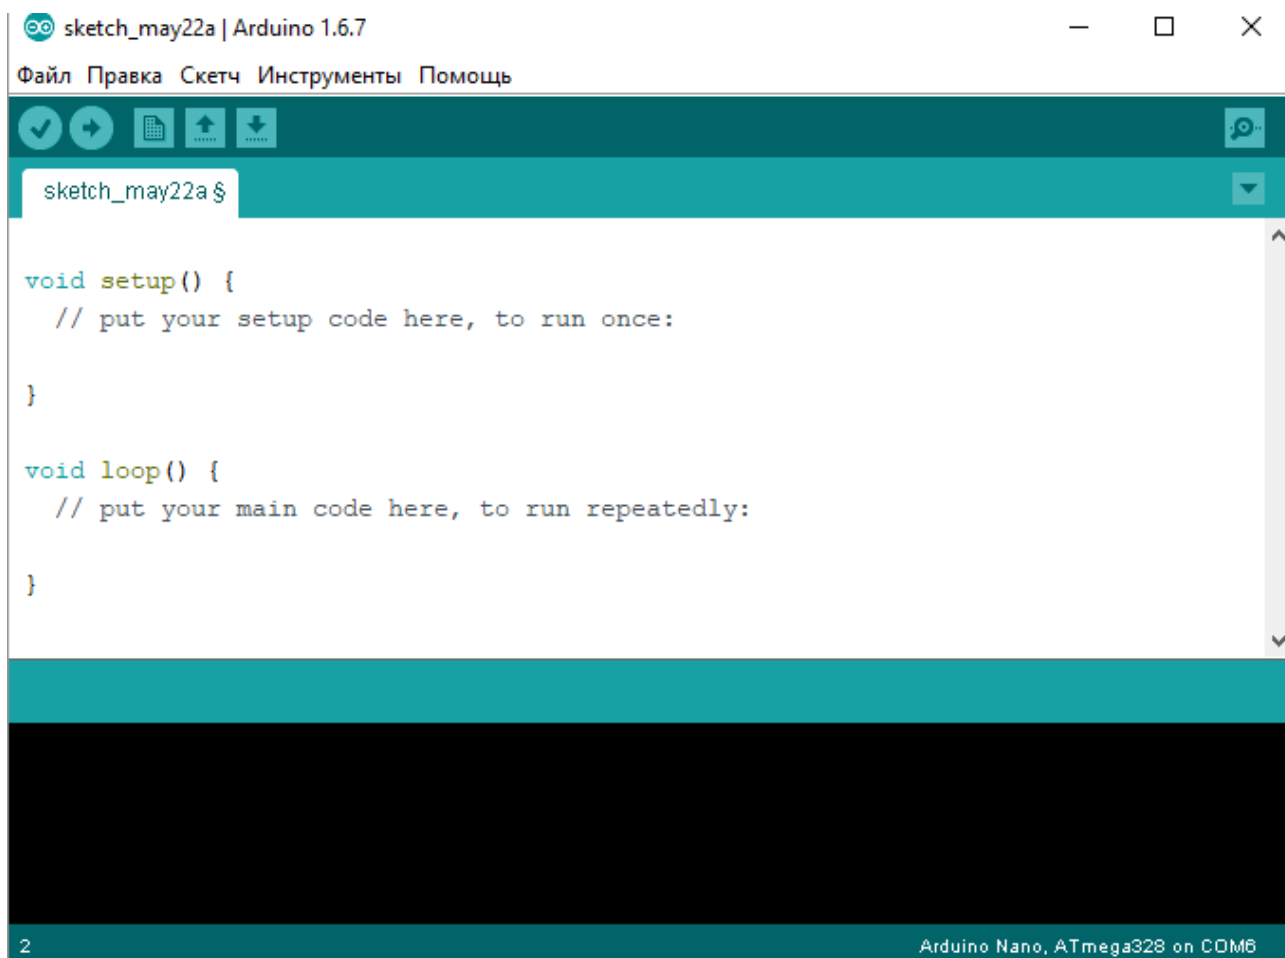 sketch_may22a | Arduino 1.6.7
Файл Правка Скетч Инструменты Помощь
sketch_may22a §
void setup() {
  // put your setup code here, to run once:
}
void loop() {
  // put your main code here, to run repeatedly:
}
2 Arduino Nano, ATmega328 on COM6